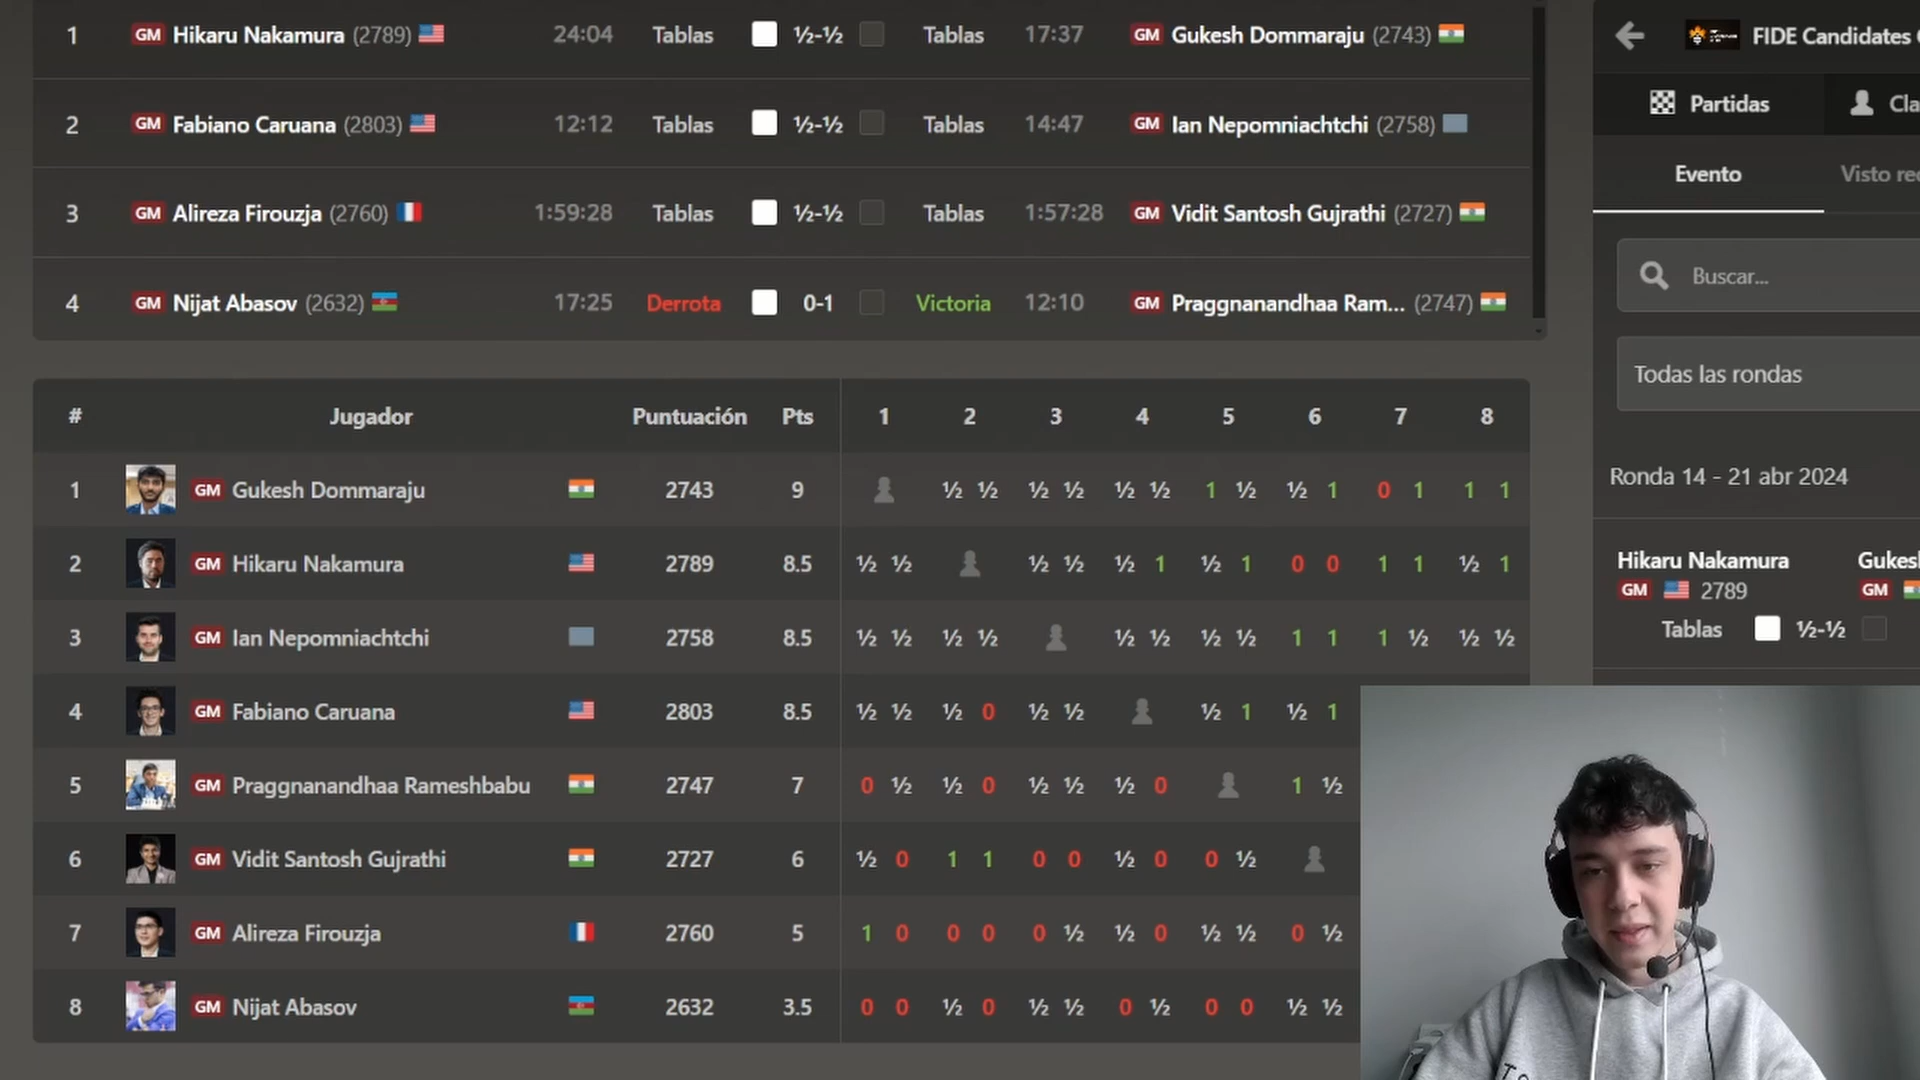 1 GM Hikaru Nakamura (2789) 24:04 Tablas ½-½ Tablas 17:37 GM Gukesh Dommaraju (2743)
2 GM Fabiano Caruana (2803) 12:12 Tablas ½-½ Tablas 14:47 GM Ian Nepomniachtchi (2758)
3 GM Alireza Firouzja (2760) 1:59:28 Tablas ½-½ Tablas 1:57:28 GM Vidit Santosh Gujrathi (2727)
4 GM Nijat Abasov (2632) 17:25 Derrota 0-1 Victoria 12:10 GM Praggnanandhaa Ram... (2747)
# Jugador Puntuación Pts 1 2 3 4 5 6 7 8
1 GM Gukesh Dommaraju 2743 9 ½ ½ ½ ½ ½ ½ 1 ½ ½ 1 0 1 1 1
2 GM Hikaru Nakamura 2789 8.5 ½ ½ ½ ½ ½ 1 ½ 1 0 0 1 1 ½ 1
3 GM Ian Nepomniachtchi 2758 8.5 ½ ½ ½ ½ ½ ½ ½ ½ 1 1 1 ½ ½ ½
4 GM Fabiano Caruana 2803 8.5 ½ ½ ½ 0 ½ ½ ½ 1 ½ 1
5 GM Praggnanandhaa Rameshbabu 2747 7 0 ½ ½ 0 ½ ½ ½ 0 1 ½
6 GM Vidit Santosh Gujrathi 2727 6 ½ 0 1 1 0 0 ½ 0 0 ½
7 GM Alireza Firouzja 2760 5 1 0 0 0 0 ½ ½ 0 ½ ½ 0 ½
8 GM Nijat Abasov 2632 3.5 0 0 ½ 0 ½ ½ 0 ½ 0 0 ½ ½
FIDE Candidates
Partidas Cla
Evento Visto rec
Buscar...
Todas las rondas
Ronda 14 - 21 abr 2024
Hikaru Nakamura Gukesh
GM 2789 GM
Tablas ½-½